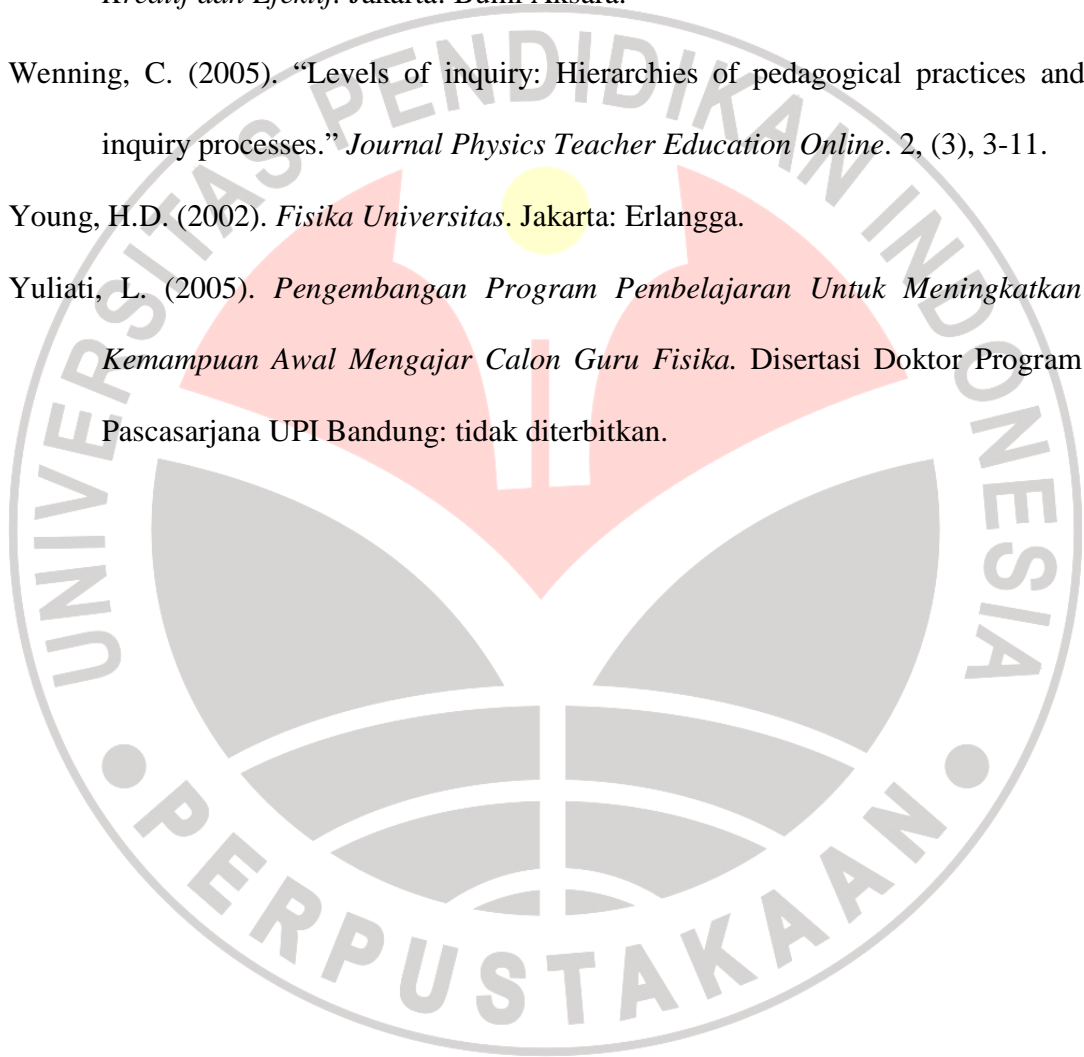 Kreatif dan Efektif. Jakarta: Bumi Aksara.
Wenning, C. (2005). “Levels of inquiry: Hierarchies of pedagogical practices and
inquiry processes.” Journal Physics Teacher Education Online. 2, (3), 3-11.
Young, H.D. (2002). Fisika Universitas. Jakarta: Erlangga.
Yuliati, L. (2005). Pengembangan Program Pembelajaran Untuk Meningkatkan
Kemampuan Awal Mengajar Calon Guru Fisika. Disertasi Doktor Program
Pascasarjana UPI Bandung: tidak diterbitkan.
UNIVERSITAS PENDIDIKAN INDONESIA
PERPUSTAKAAN